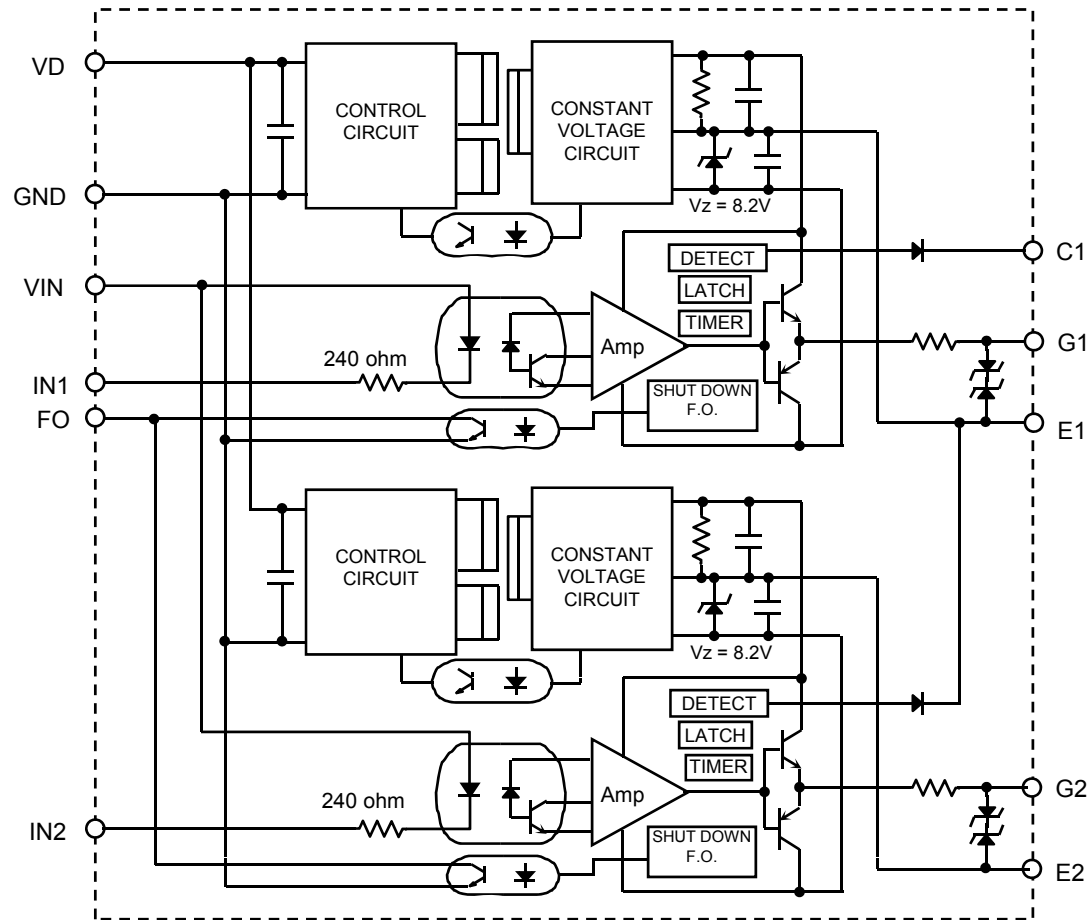 VD
CONTROL
CIRCUIT
CONSTANT
VOLTAGE
CIRCUIT
GND
Vz = 8.2V
C1
DETECT
VIN
LATCH
TIMER
G1
Amp
240 ohm
IN1
SHUT DOWN
F.O.
FO
E1
CONTROL
CIRCUIT
CONSTANT
VOLTAGE
CIRCUIT
Vz = 8.2V
DETECT
LATCH
TIMER
G2
Amp
240 ohm
IN2
SHUT DOWN
F.O.
E2